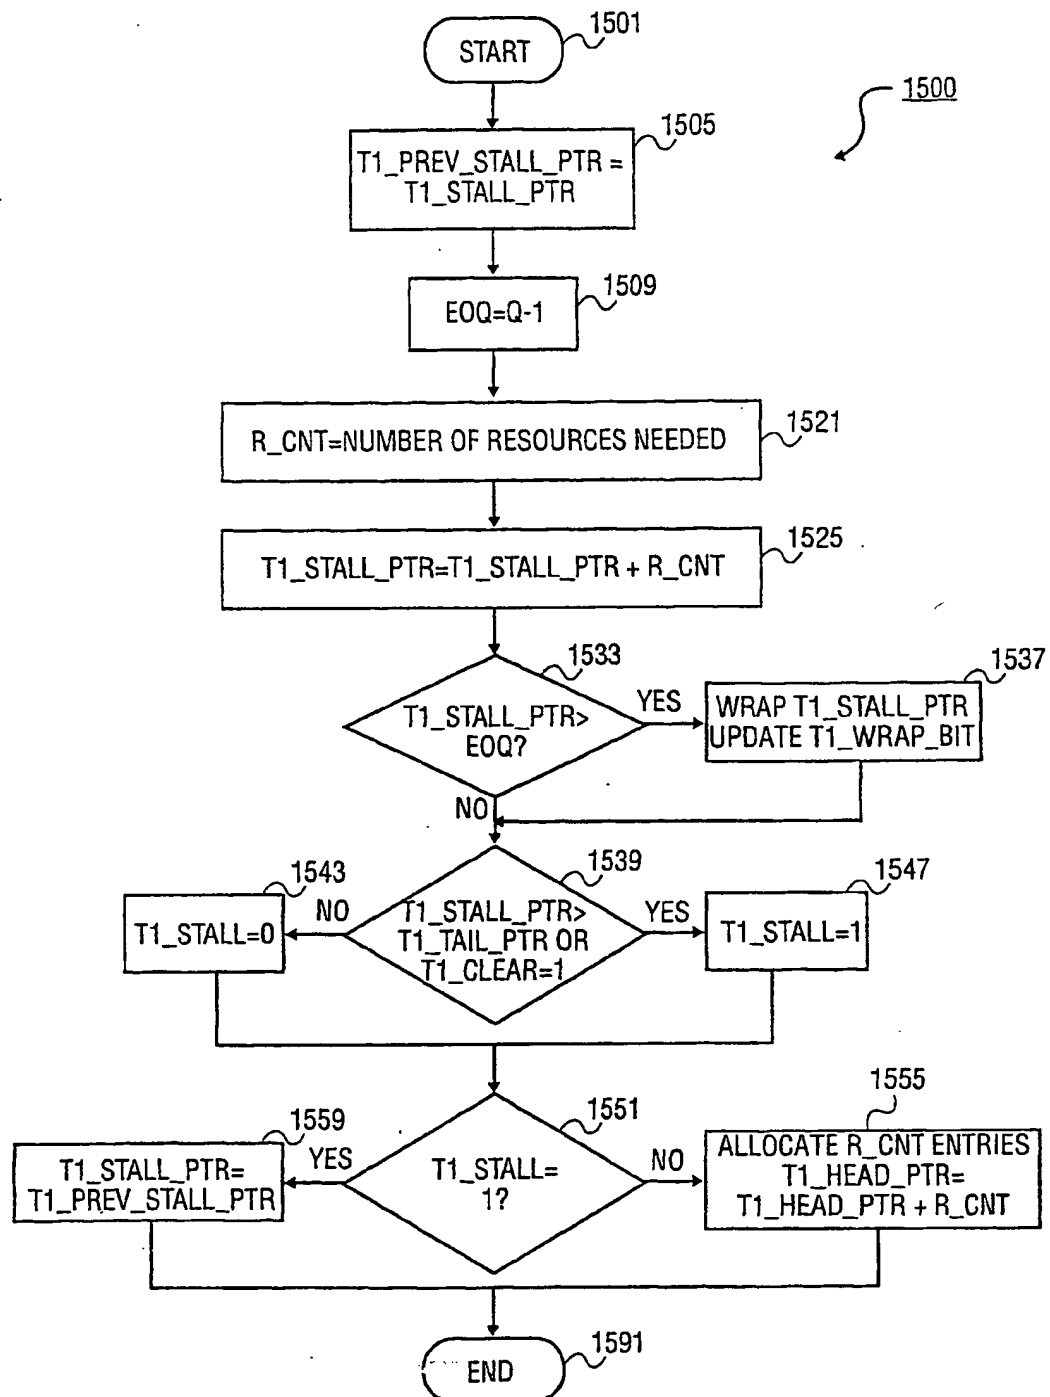 START
1501
1500
T1_PREV_STALL_PTR =
T1_STALL_PTR
1505
EOQ=Q-1
1509
R_CNT=NUMBER OF RESOURCES NEEDED
1521
T1_STALL_PTR=T1_STALL_PTR + R_CNT
1525
T1_STALL_PTR>
EOQ?
1533
YES
WRAP T1_STALL_PTR
UPDATE T1_WRAP_BIT
1537
NO
T1_STALL_PTR>
T1_TAIL_PTR OR
T1_CLEAR=1
1539
NO
T1_STALL=0
1543
YES
T1_STALL=1
1547
T1_STALL=
1?
1551
YES
T1_STALL_PTR=
T1_PREV_STALL_PTR
1559
NO
ALLOCATE R_CNT ENTRIES
T1_HEAD_PTR=
T1_HEAD_PTR + R_CNT
1555
END
1591